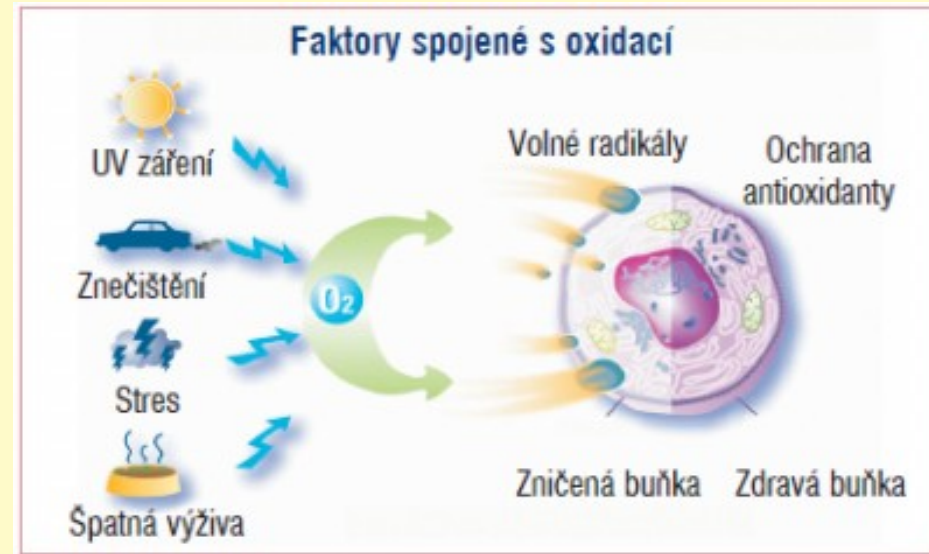 Faktory spojené s oxidací
UV záření
Znečištění
Stres
Špatná výživa
O₂
Volné radikály
Ochrana
antioxidanty
Zničená buňka
Zdravá buňka